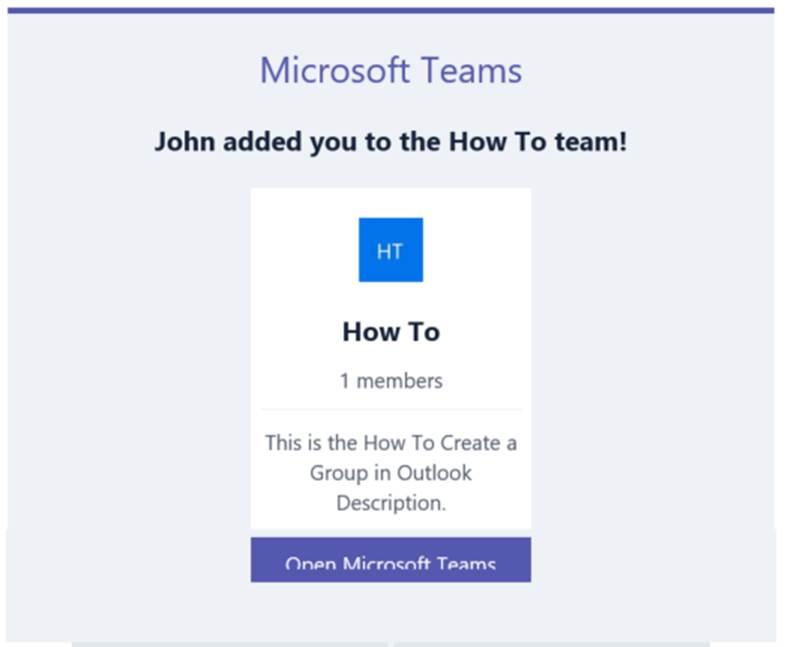 Microsoft Teams
John added you to the How To team!
HT
How To
1 members
This is the How To Create a
Group in Outlook
Description.
Open Microsoft Teams